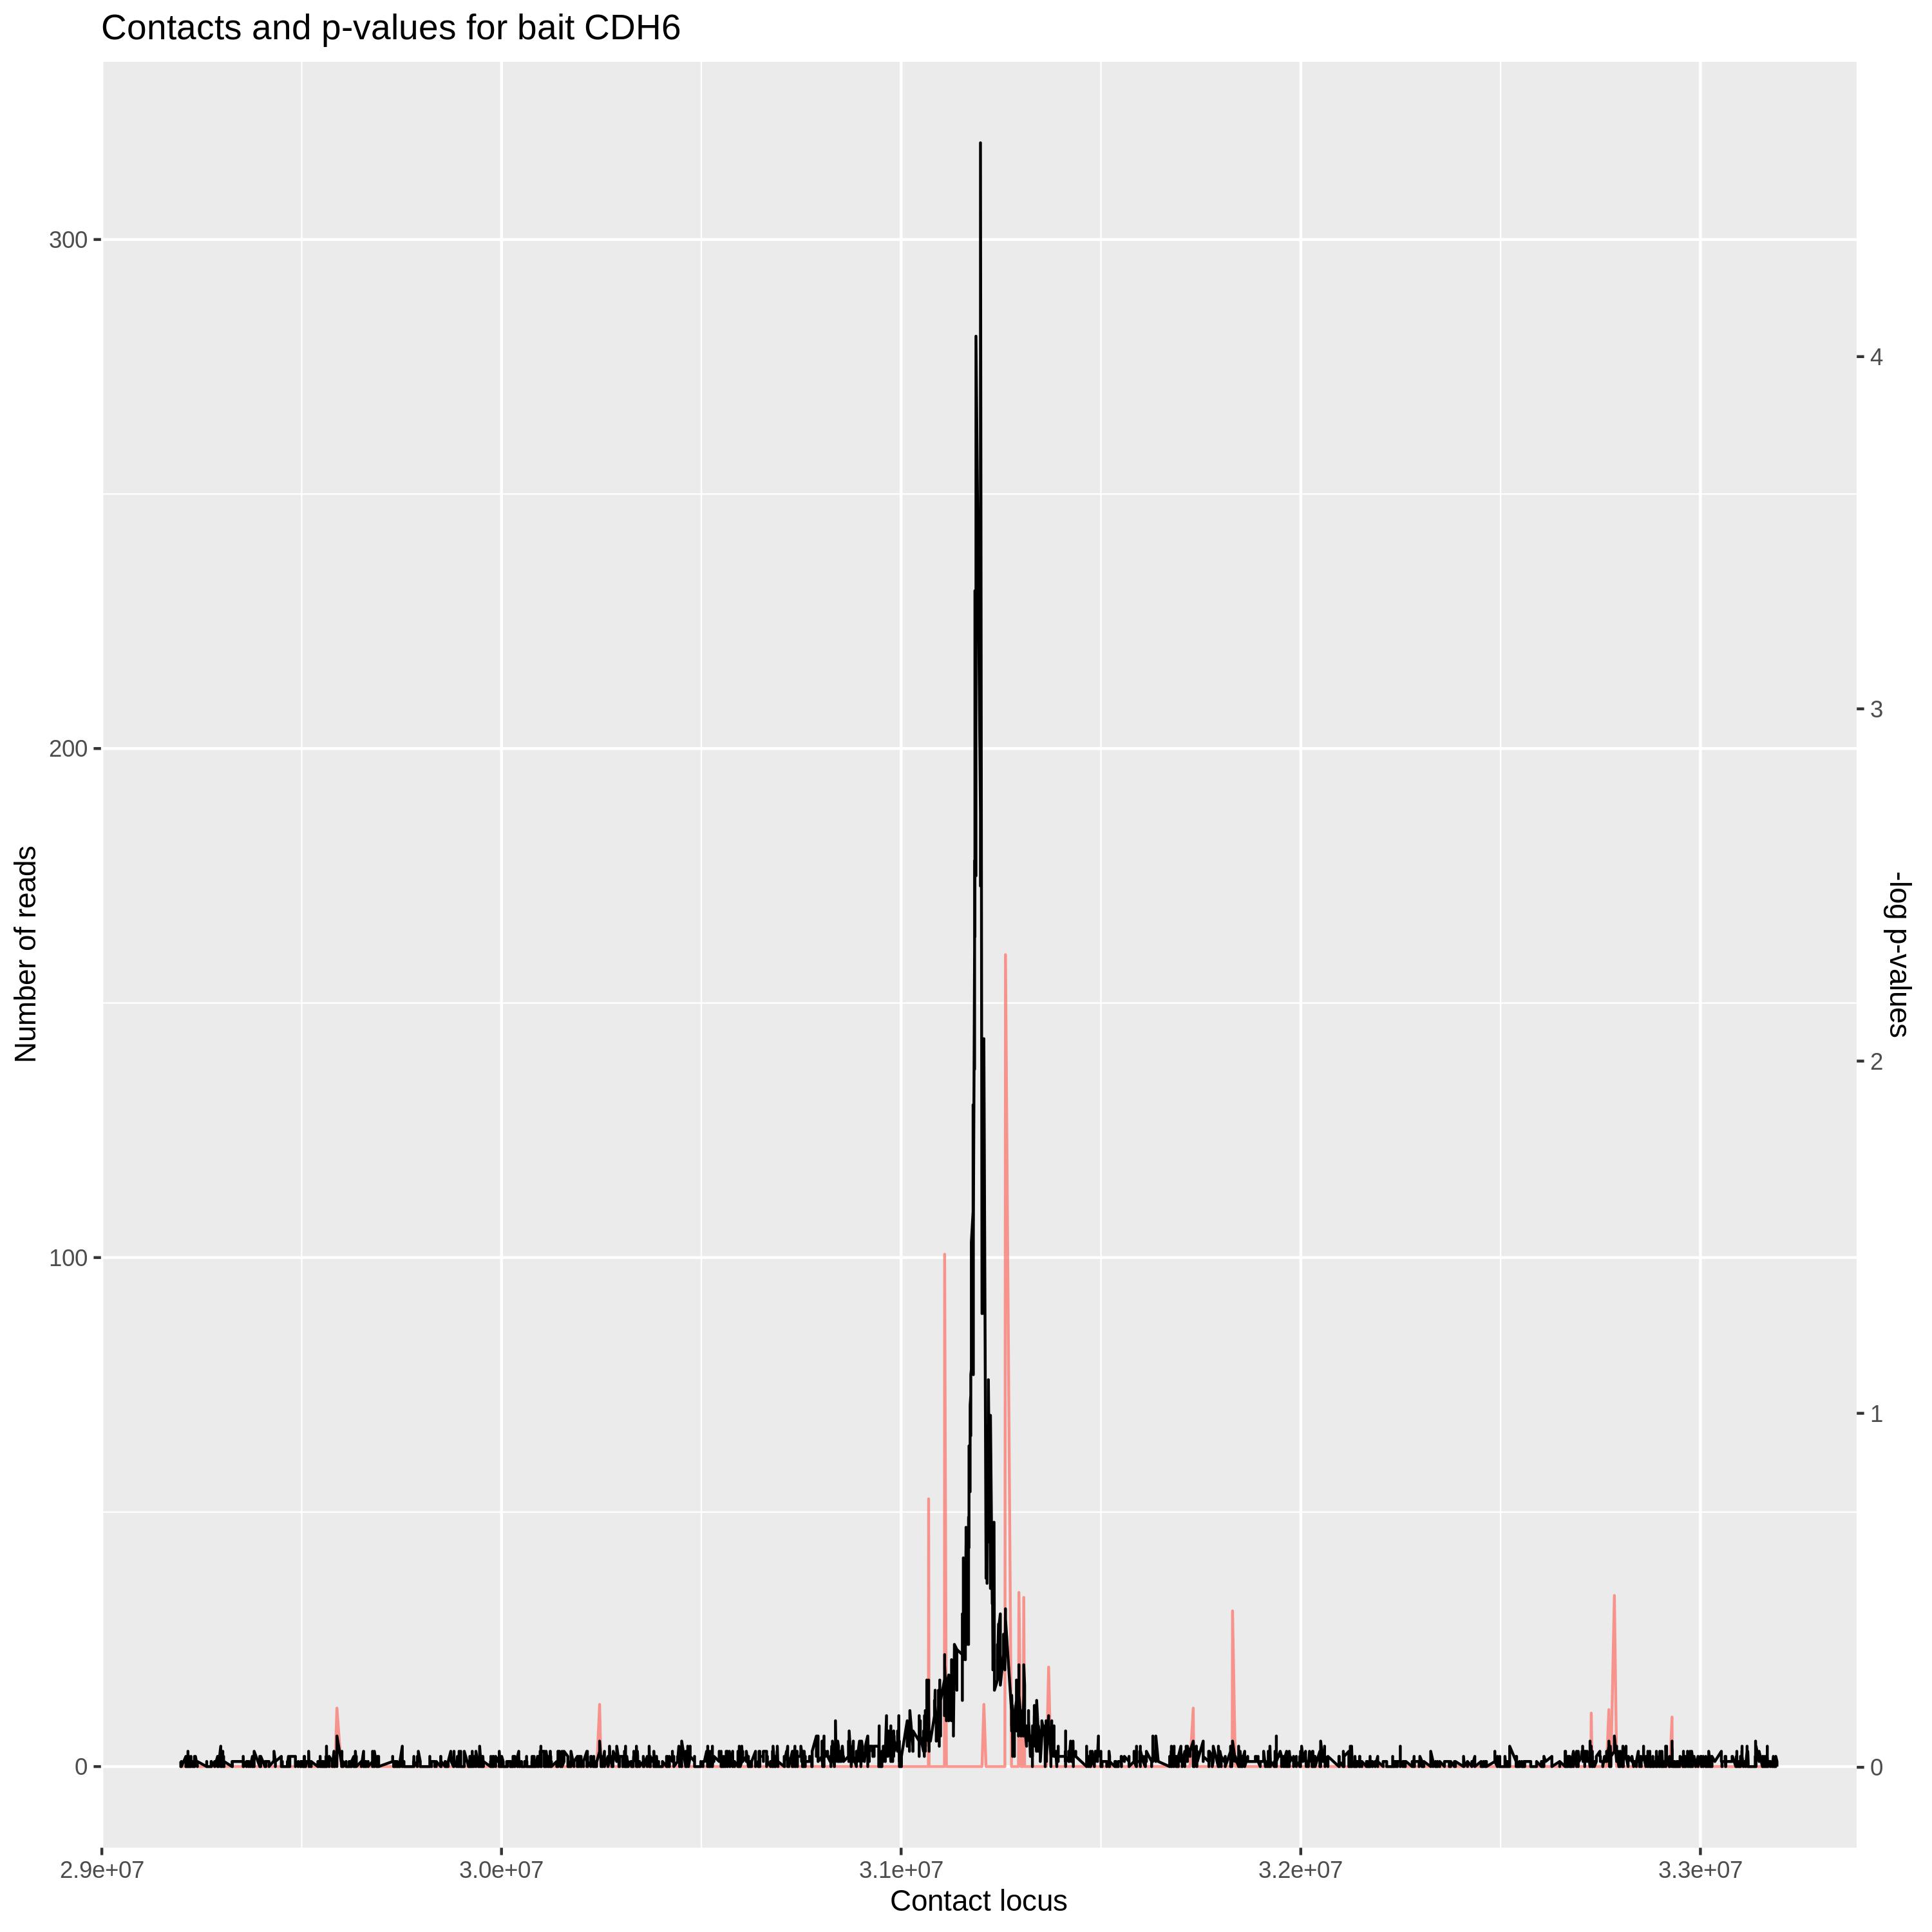 Contacts and p-values for bait CDH6
Number of reads
300
200
100
0
4
3
2
1
0
-log p-values
2.9e+07
3.0e+07
3.1e+07
3.2e+07
3.3e+07
Contact locus